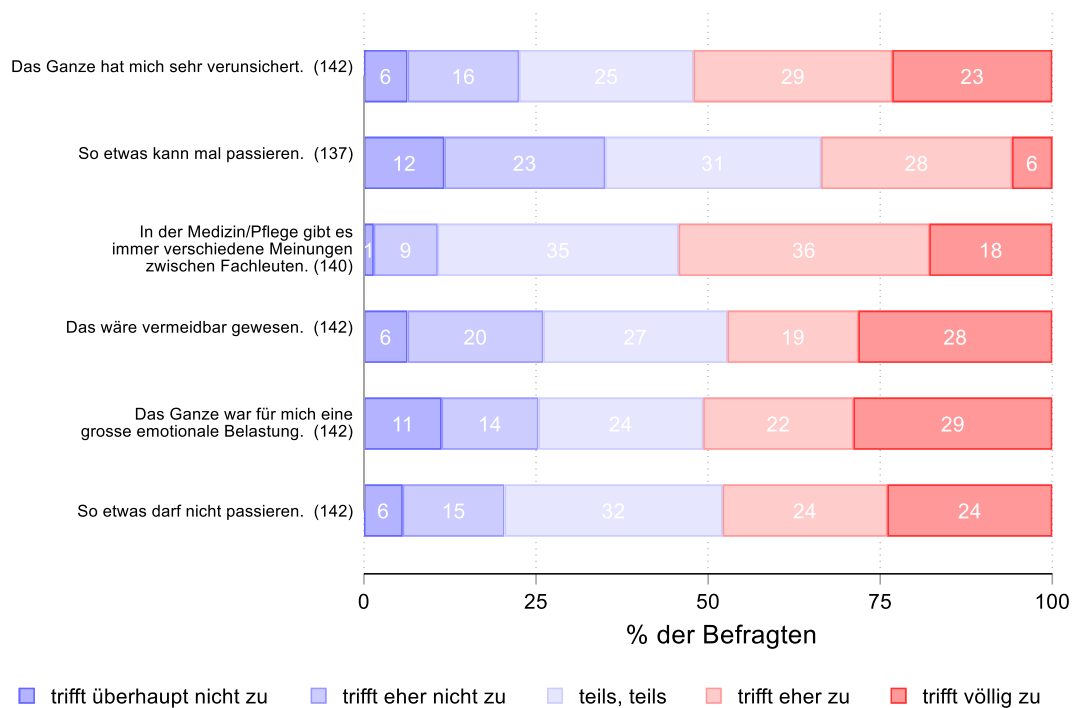 Das Ganze hat mich sehr verunsichert. (142)
6 16 25 29 23
So etwas kann mal passieren. (137)
12 23 31 28 6
In der Medizin/Pflege gibt es
immer verschiedene Meinungen
zwischen Fachleuten. (140)
1 9 35 36 18
Das wäre vermeidbar gewesen. (142)
6 20 27 19 28
Das Ganze war für mich eine
grosse emotionale Belastung. (142)
11 14 24 22 29
So etwas darf nicht passieren. (142)
6 15 32 24 24
0 25 50 75 100
% der Befragten
trifft überhaupt nicht zu trifft eher nicht zu teils, teils trifft eher zu trifft völlig zu